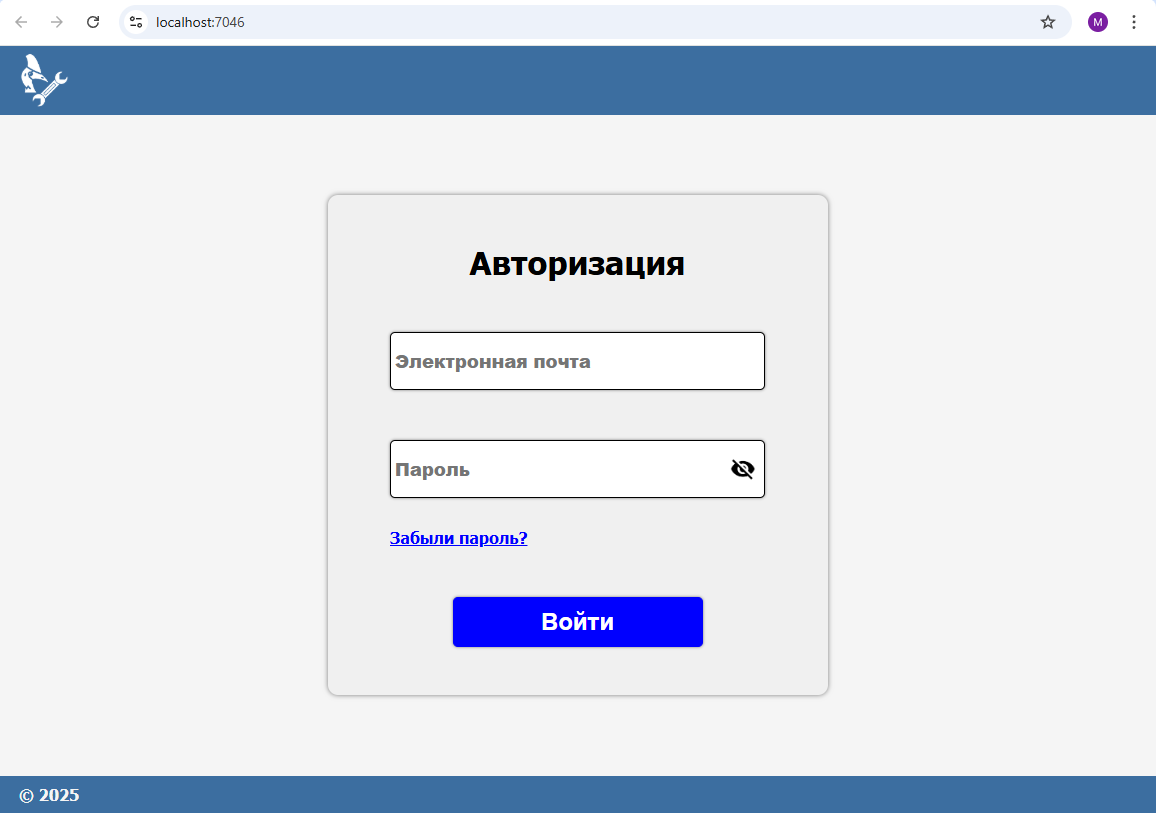 localhost:7046
M
Авторизация
Электронная почта
Пароль
Забыли пароль?
Войти
© 2025